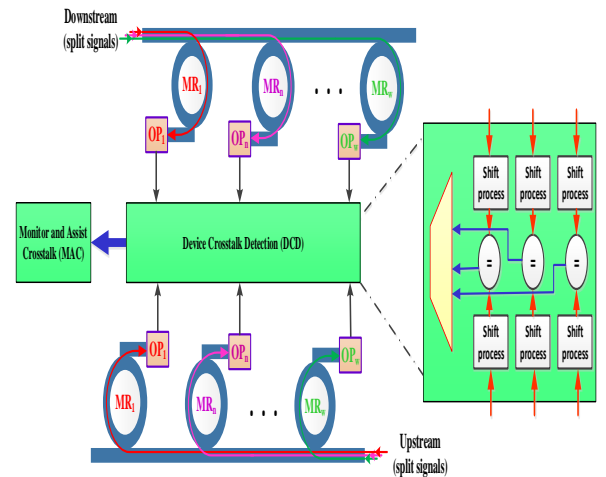 Downstream
(split signals)
MR1
MRn
. . .
MRw
OP1
OPn
OPw
Shift
process
Shift
process
Shift
process
Monitor and Assist
Crosstalk (MAC)
Device Crosstalk Detection (DCD)
=
=
=
Shift
process
Shift
process
Shift
process
OP1
OPn
OPw
MR1
MRn
. . .
MRw
Upstream
(split signals)